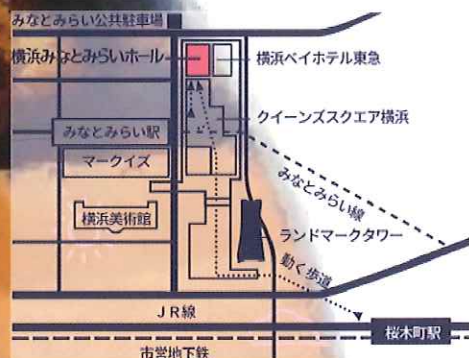 みなとみらい公共駐車場
横浜みなとみらいホール
横浜ベイホテル東急
クイーンズスクエア横浜
みなとみらい駅
マークイズ
みなとみらい線
横浜美術館
ランドマークタワー
動く歩道
JR線
桜木町駅
市営地下鉄